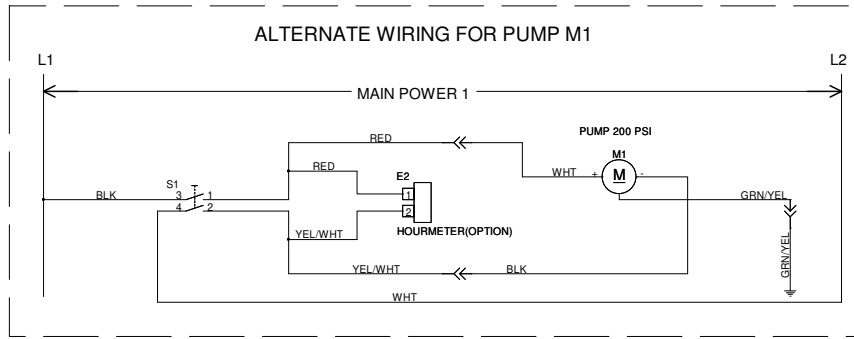 ALTERNATE WIRING FOR PUMP M1
L1
L2
MAIN POWER 1
RED
PUMP 200 PSI
M1
RED
E2
WHT
+
M
-
S1
BLK
3
1
1
GRN/YEL
4
2
2
HOURMETER(OPTION)
YEL/WHT
GRN/YEL
YEL/WHT
BLK
WHT